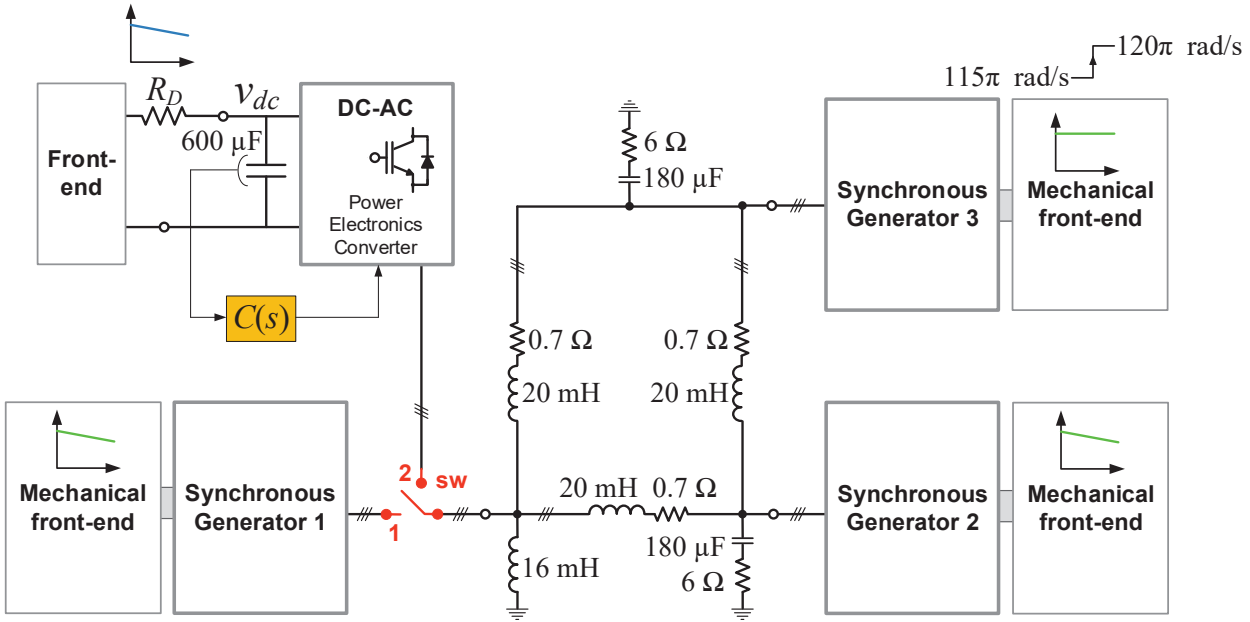 R_D
v_dc
600 µF
Front-
end
DC-AC
Power
Electronics
Converter
C(s)
6 Ω
180 µF
115π rad/s
120π rad/s
Synchronous
Generator 3
Mechanical
front-end
0.7 Ω
20 mH
0.7 Ω
20 mH
Mechanical
front-end
Synchronous
Generator 1
2
sw
1
20 mH
0.7 Ω
16 mH
180 µF
6 Ω
Synchronous
Generator 2
Mechanical
front-end